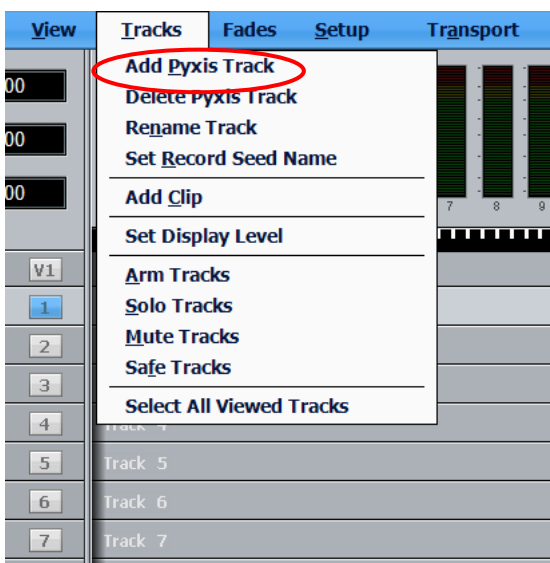 View Tracks Fades Setup Transport
Add Pyxis Track
00
Delete Pyxis Track
Rename Track
00
Set Record Seed Name
00
Add Clip
7 8 9
Set Display Level
V1
Arm Tracks
1
Solo Tracks
2
Mute Tracks
Safe Tracks
3
Select All Viewed Tracks
4 Track 4
5 Track 5
6 Track 6
7 Track 7